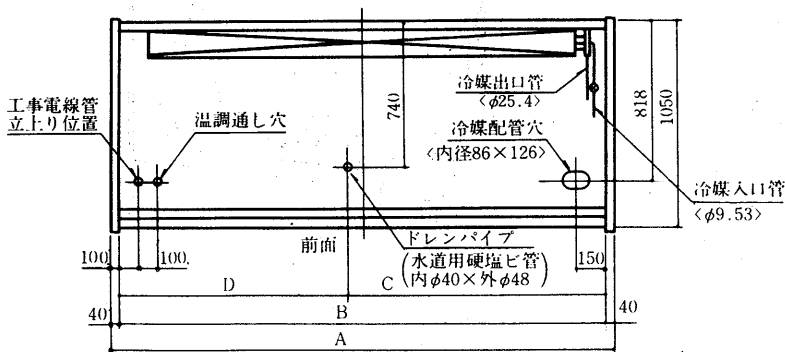 冷媒出口管
〈φ25.4〉
工事電線管
立上り位置
温調通し穴
740
冷媒配管穴
〈内径86×126〉
818
1050
冷媒入口管
〈φ9.53〉
前面
ドレンパイプ
(水道用硬塩ビ管
内φ40×外φ48)
100
100
150
D
C
40
B
40
A